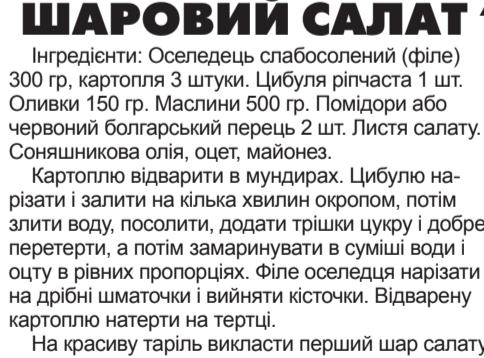 ШАРОВИЙ САЛАТ
Інгредієнти: Оселедець слабосолений (філе)
300 гр, картопля 3 штуки. Цибуля ріпчаста 1 шт.
Оливки 150 гр. Маслини 500 гр. Помідори або
червоний болгарський перець 2 шт. Листя салату.
Соняшникова олія, оцет, майонез.
Картоплю відварити в мундирах. Цибулю на-
різати і залити на кілька хвилин окропом, потім
злити воду, посолити, додати трішки цукру і добре
перетерти, а потім замаринувати в суміші води і
оцту в рівних пропорціях. Філе оселедця нарізати
на дрібні шматочки і вийняти кісточки. Відварену
картоплю натерти на тертці.
На красиву таріль викласти перший шар салату